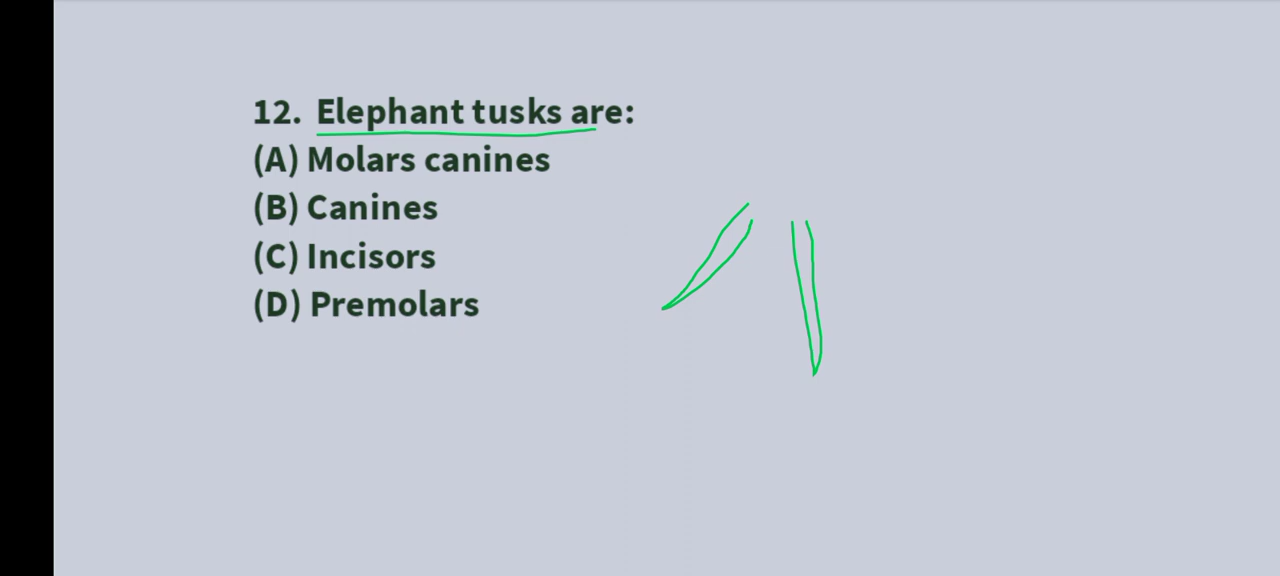 12. Elephant tusks are:
(A) Molars canines
(B) Canines
(C) Incisors
(D) Premolars